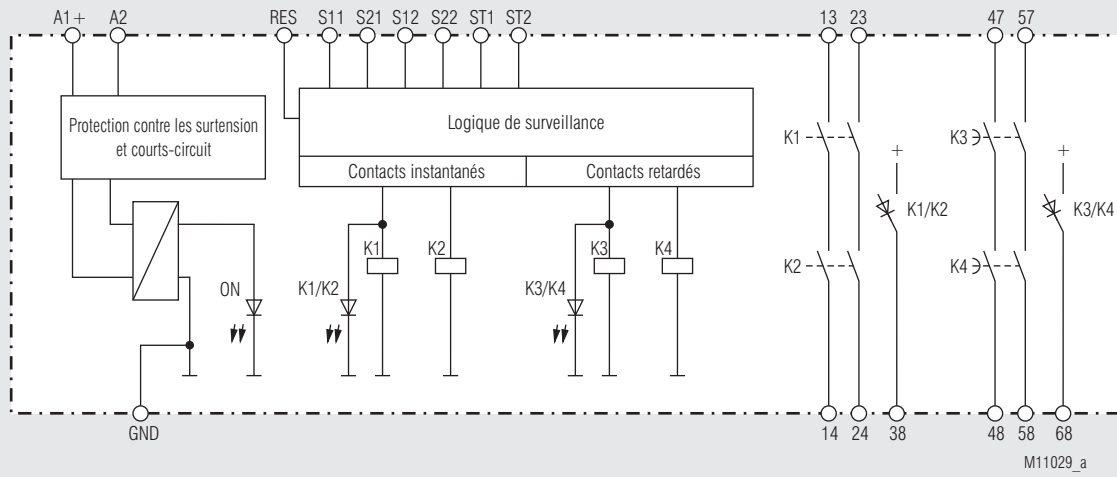 A1+ A2 RES S11 S21 S12 S22 ST1 ST2 13 23 47 57
Protection contre les surtension
et courts-circuit
Logique de surveillance
Contacts instantanés Contacts retardés
K1 K3
+ +
K1/K2 K3/K4
K1 K2 K3 K4
K2 K4
ON K1/K2 K3/K4
GND 14 24 38 48 58 68
M11029_a